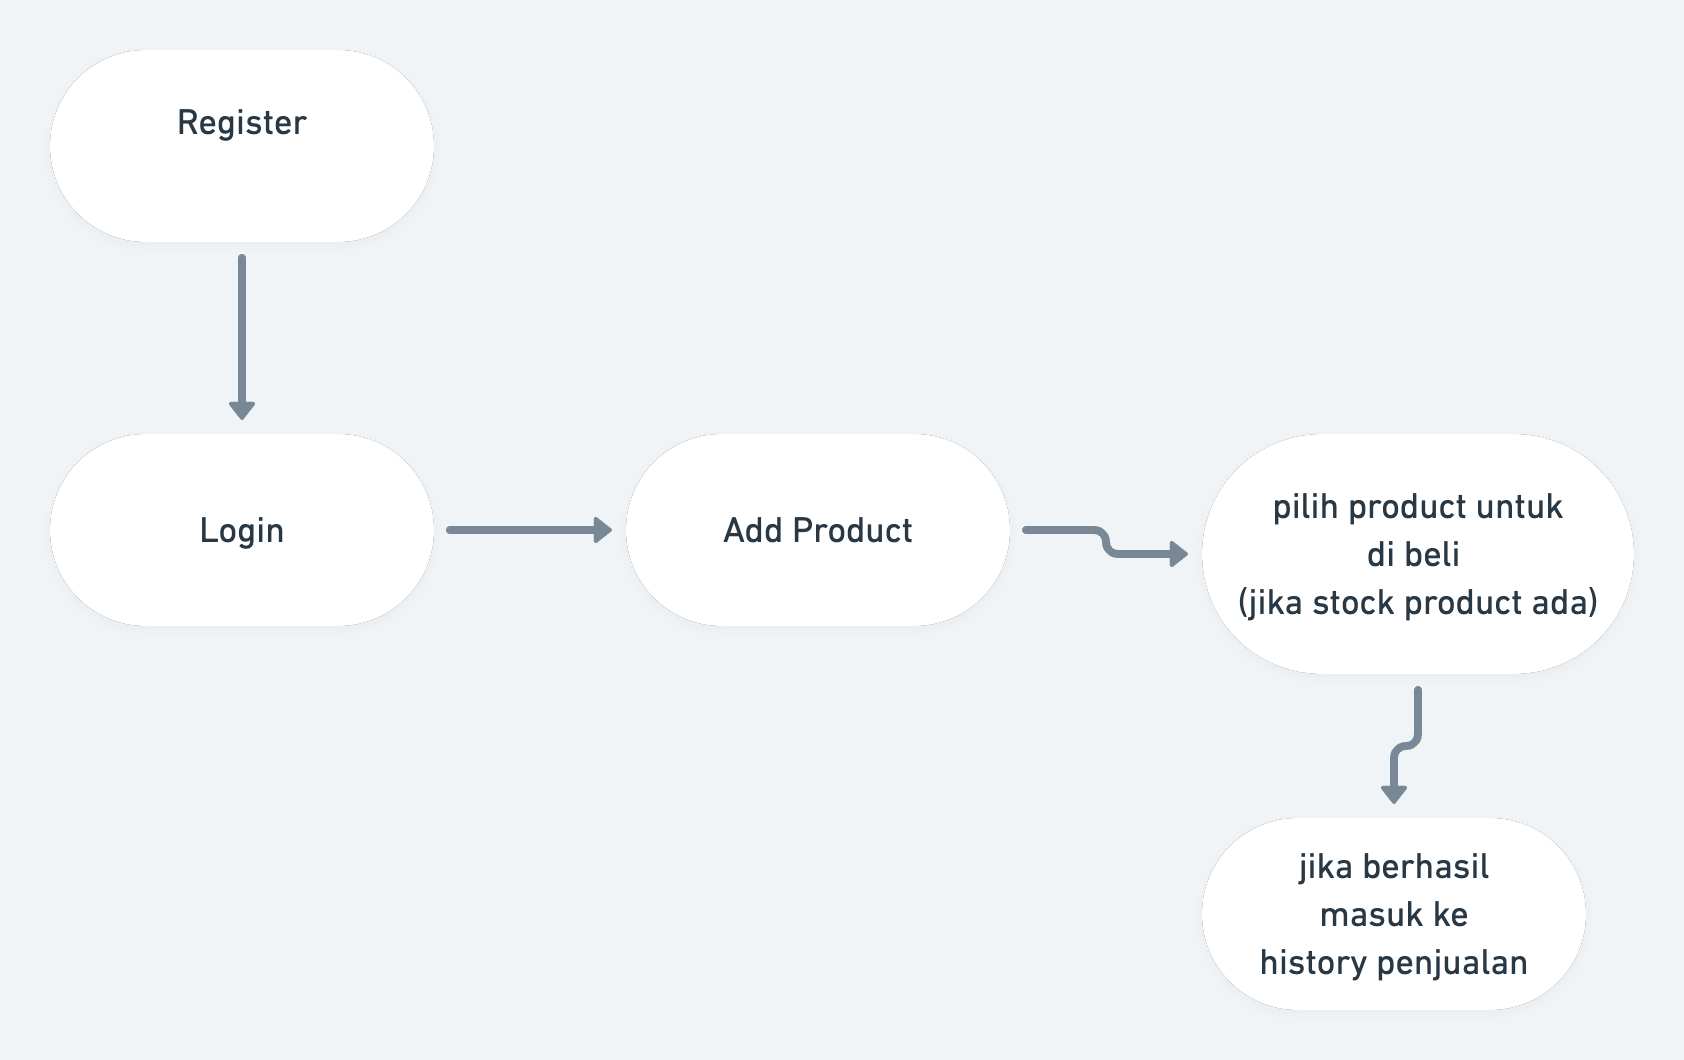 Register
Login
Add Product
pilih product untuk
di beli
(jika stock product ada)
jika berhasil
masuk ke
history penjualan